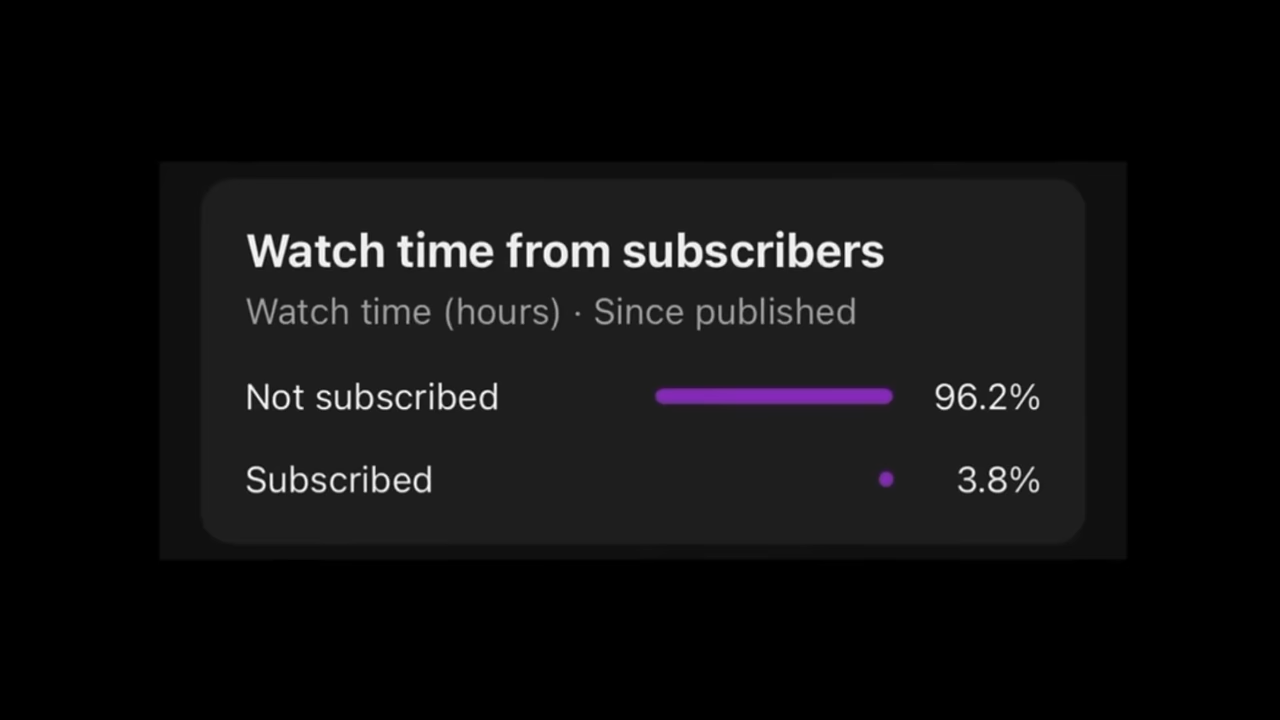 Watch time from subscribers
Watch time (hours) · Since published
Not subscribed 96.2%
Subscribed 3.8%